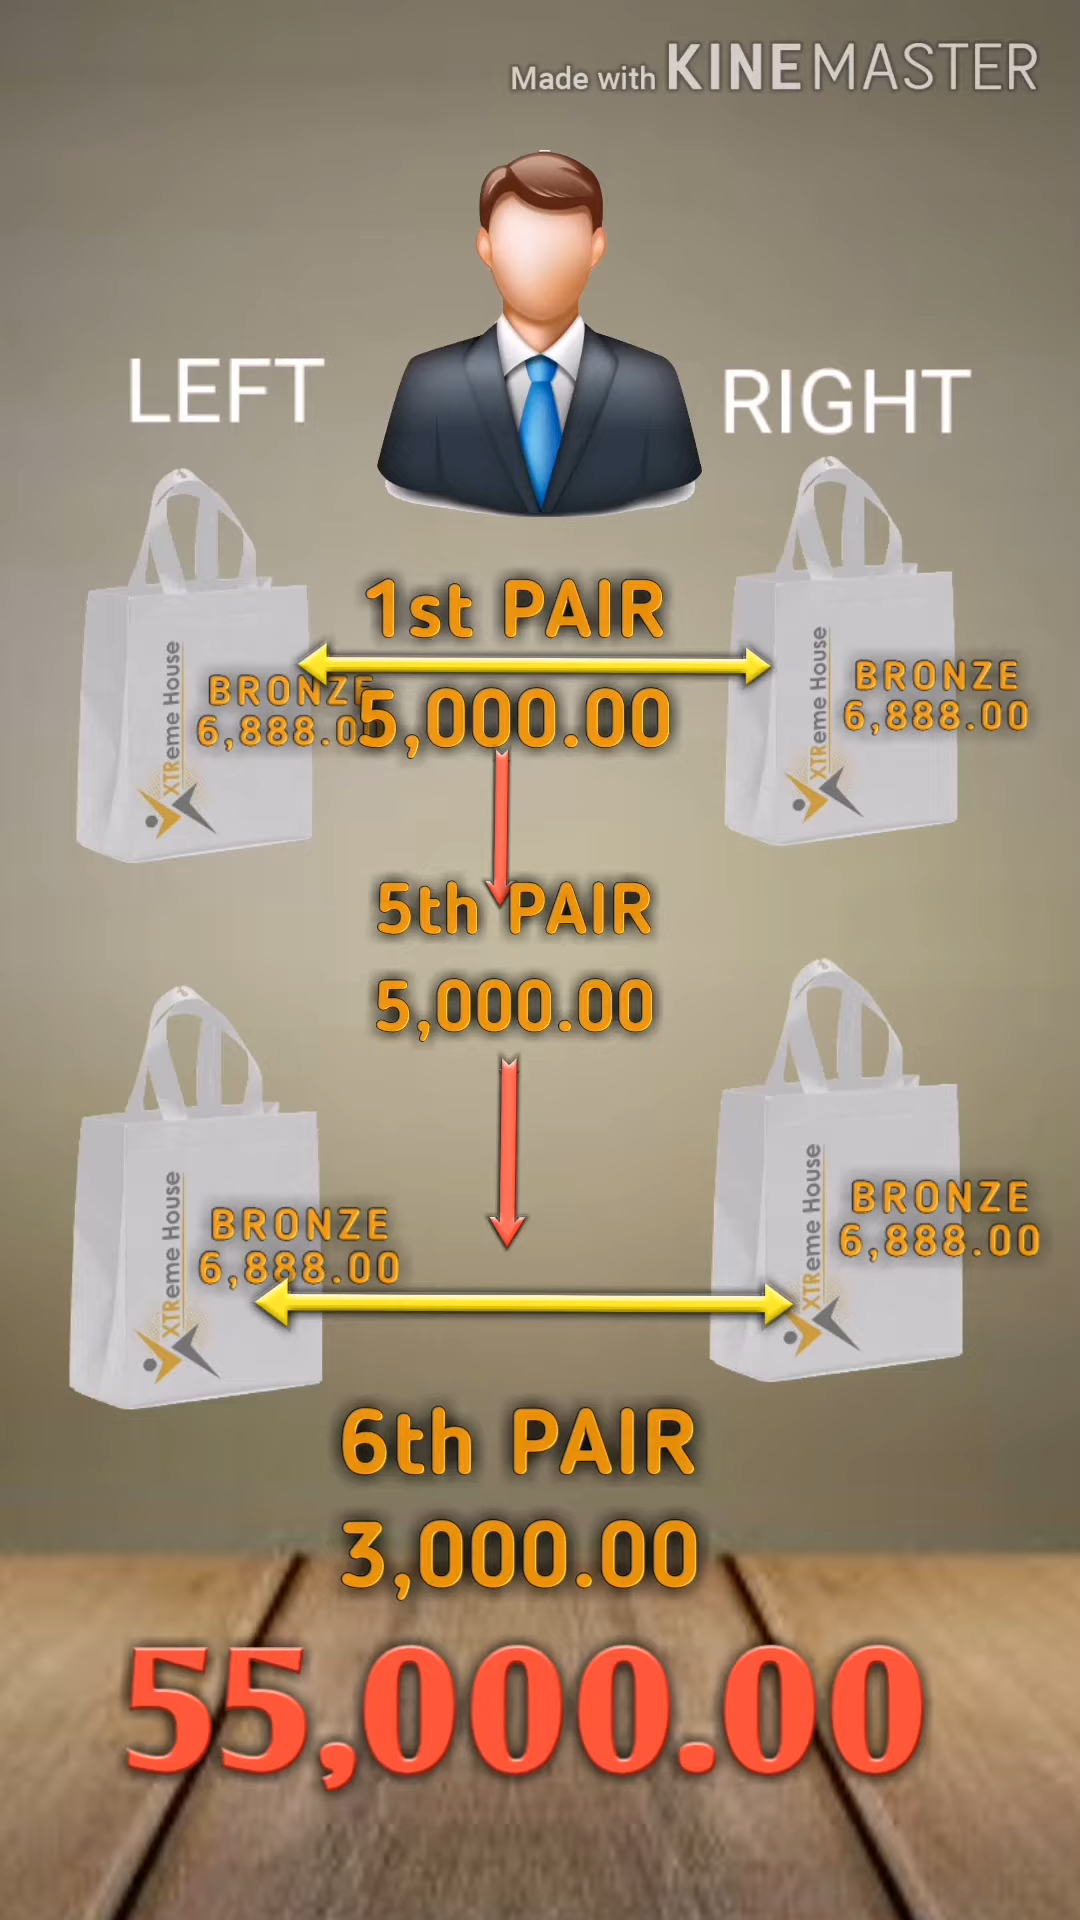 Made with KINEMASTER
LEFT
RIGHT
1st PAIR
XTReme House
BRONZE
6,888.00
5,000.00
XTReme House
BRONZE
6,888.00
5th PAIR
5,000.00
XTReme House
BRONZE
6,888.00
XTReme House
BRONZE
6,888.00
6th PAIR
3,000.00
55,000.00